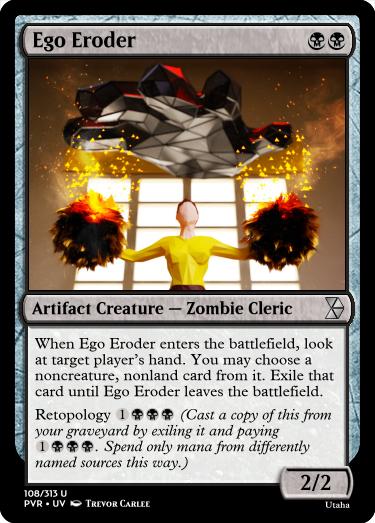 Ego Eroder
Artifact Creature — Zombie Cleric
When Ego Eroder enters the battlefield, look
at target player's hand. You may choose a
noncreature, nonland card from it. Exile that
card until Ego Eroder leaves the battlefield.
Retopology 1 (Cast a copy of this from
your graveyard by exiling it and paying
1. Spend only mana from differently
named sources this way.)
2/2
108/313 U
PVR • UV Trevor Carlee
Utaha